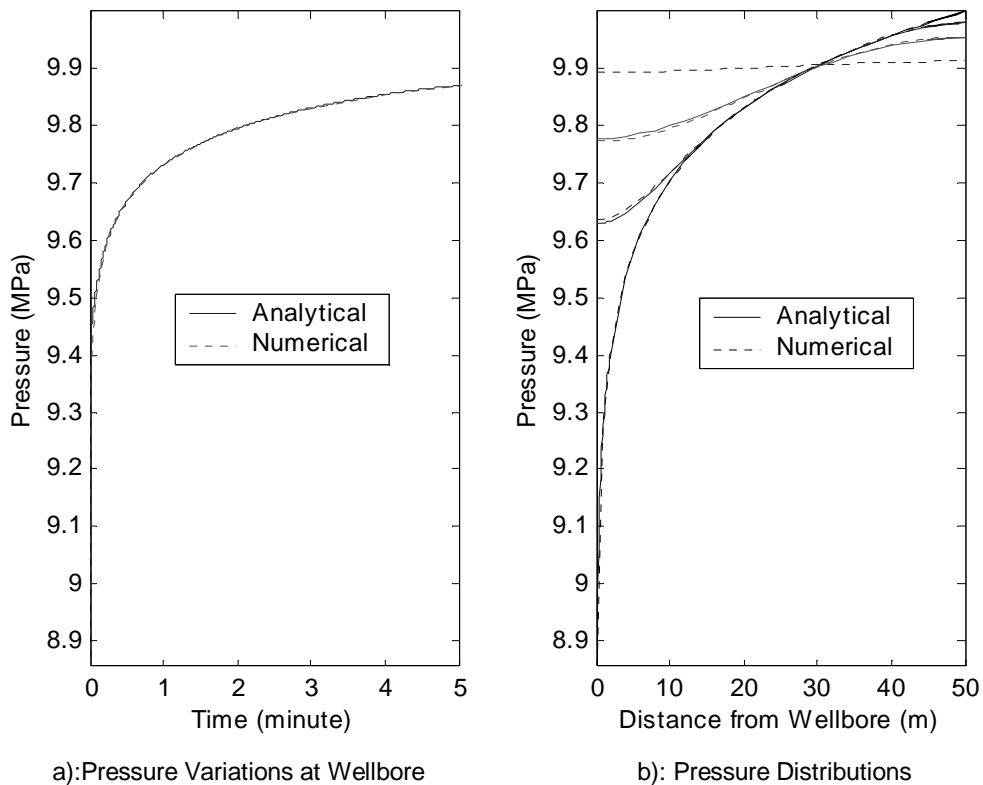 9.9
9.8
9.7
9.6
9.5
9.4
9.3
9.2
9.1
9
8.9
Pressure (MPa)
Analytical
Numerical
0 1 2 3 4 5
Time (minute)
a):Pressure Variations at Wellbore
9.9
9.8
9.7
9.6
9.5
9.4
9.3
9.2
9.1
9
8.9
Pressure (MPa)
Analytical
Numerical
0 10 20 30 40 50
Distance from Wellbore (m)
b): Pressure Distributions